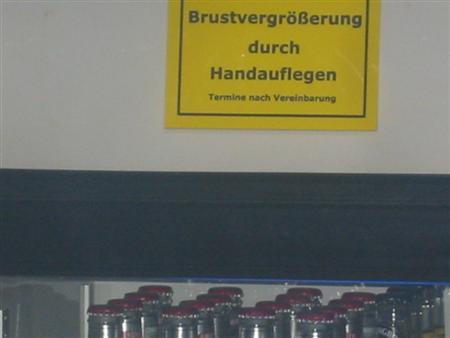 Brustvergrößerung
durch
Handauflegen
Termine nach Vereinbarung